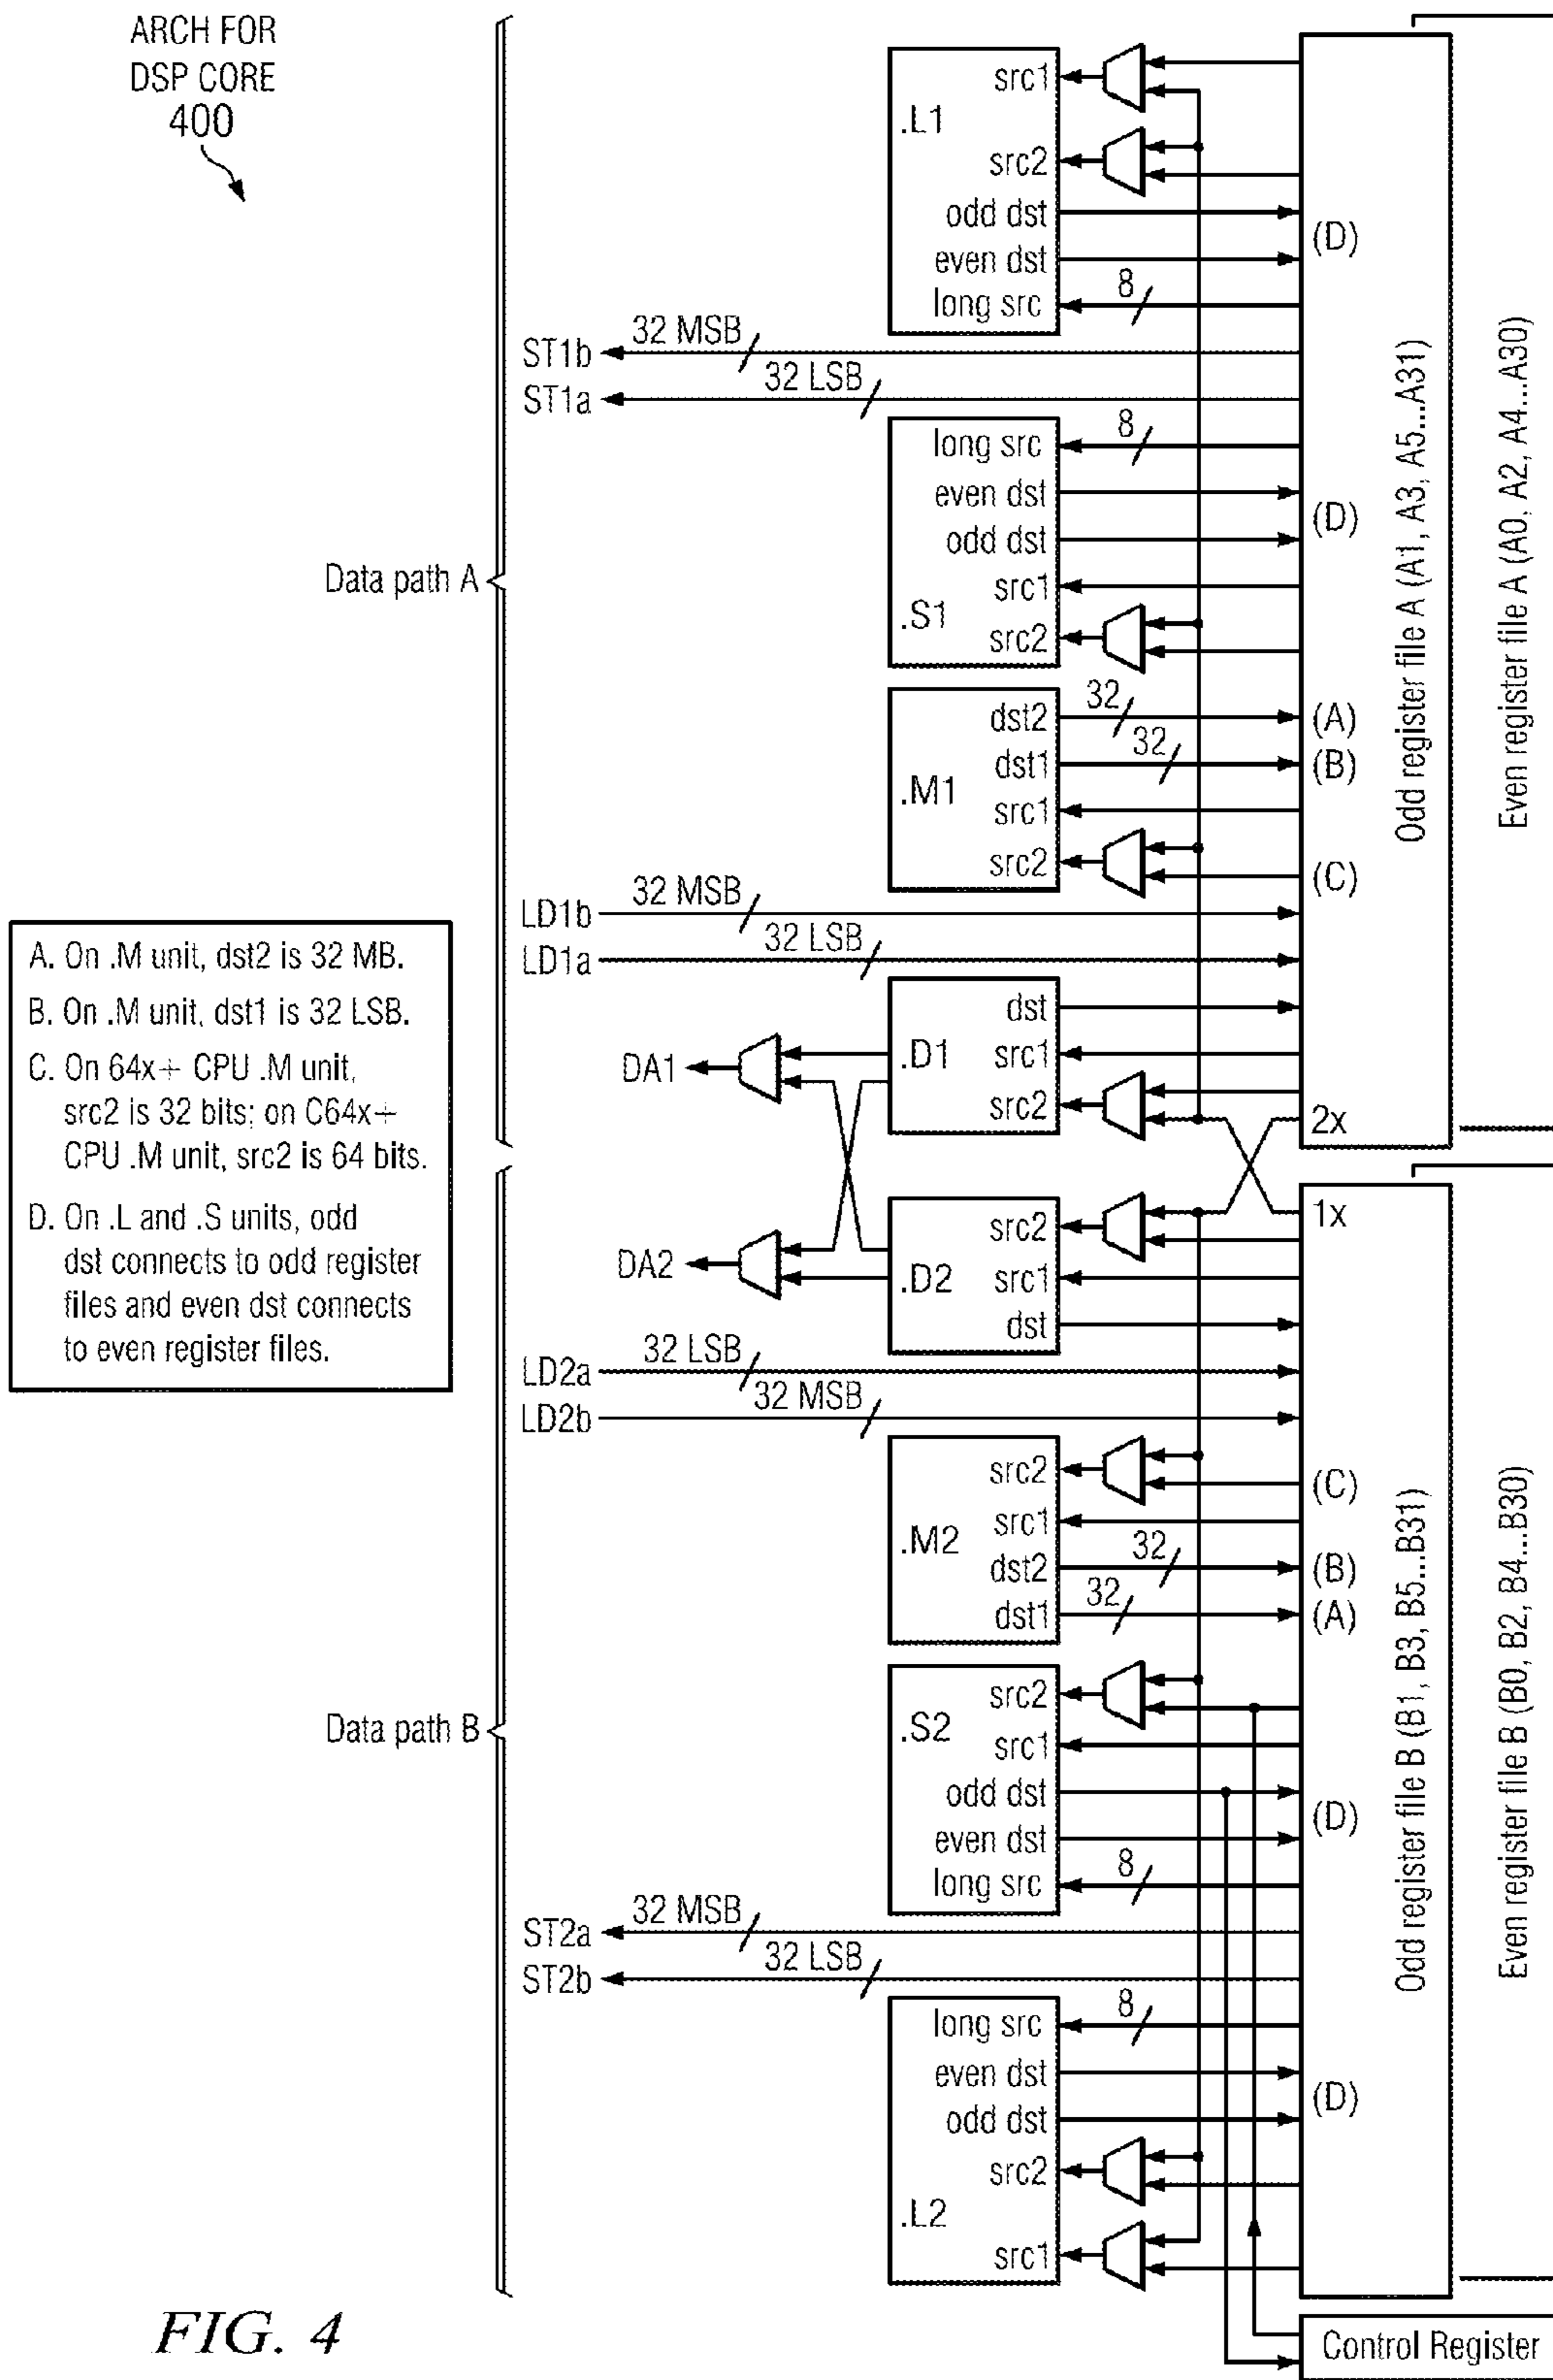 ARCH FOR
DSP CORE
400
src1
.L1
src2
odd dst
even dst
long src
8
(D)
32 MSB
ST1b
32 LSB
ST1a
long src
8
even dst
odd dst
(D)
src1
.S1
src2
Data path A
dst2
32
(A)
dst1
32
(B)
.M1
src1
src2
(C)
Odd register file A (A1, A3, A5...A31)
Even register file A (A0, A2, A4...A30)
32 MSB
LD1b
32 LSB
LD1a
dst
.D1
src1
src2
DA1
2x
A. On .M unit, dst2 is 32 MB.
B. On .M unit, dst1 is 32 LSB.
C. On 64x+ CPU .M unit,
src2 is 32 bits; on C64x+
CPU .M unit, src2 is 64 bits.
D. On .L and .S units, odd
dst connects to odd register
files and even dst connects
to even register files.
1x
src2
DA2
.D2
src1
dst
32 LSB
LD2a
32 MSB
LD2b
src2
(C)
src1
.M2
dst2
32
(B)
dst1
32
(A)
Odd register file B (B1, B3, B5...B31)
Even register file B (B0, B2, B4...B30)
Data path B
src2
.S2
src1
odd dst
(D)
even dst
long src
8
32 MSB
ST2a
32 LSB
ST2b
long src
8
even dst
(D)
odd dst
src2
.L2
src1
Control Register
FIG. 4